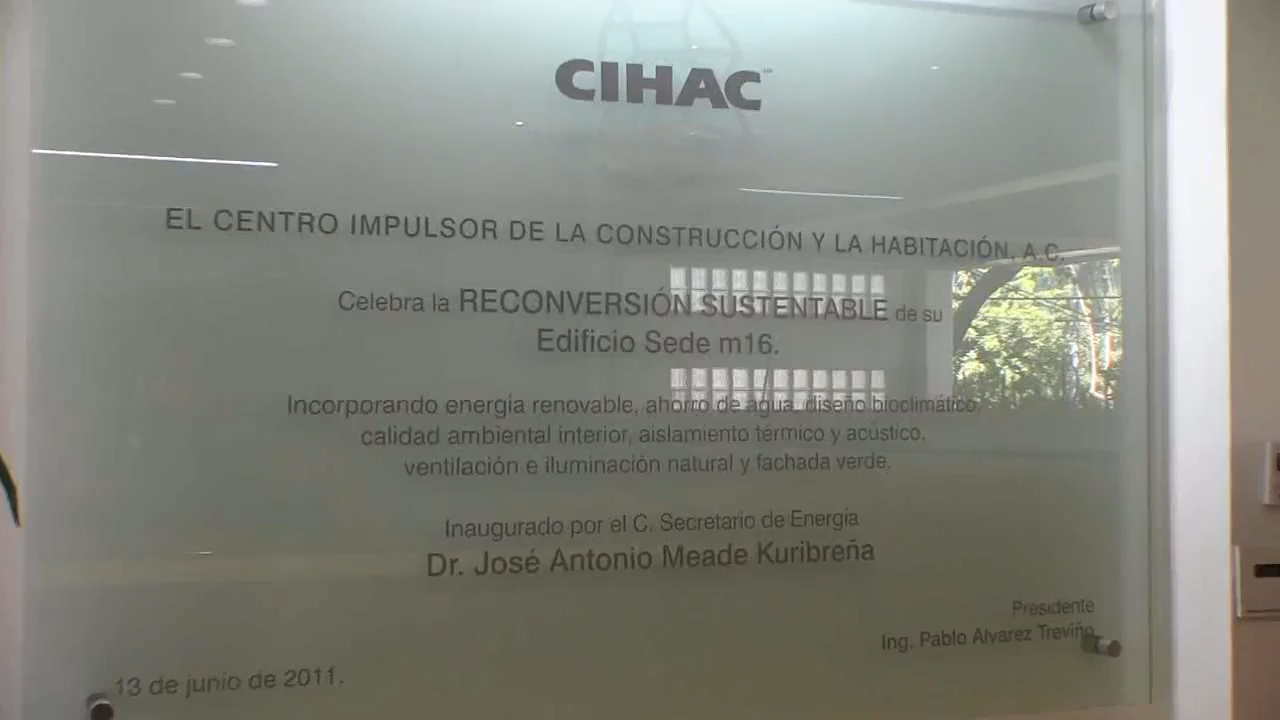 CIHAC
EL CENTRO IMPULSOR DE LA CONSTRUCCIÓN Y LA HABITACIÓN, A.C.
Celebra la RECONVERSIÓN SUSTENTABLE de su
Edificio Sede m16.
Incorporando energía renovable, ahorro de agua, diseño bioclimático,
calidad ambiental interior, aislamiento térmico y acústico,
ventilación e iluminación natural y fachada verde.
Inaugurado por el C. Secretario de Energía
Dr. José Antonio Meade Kuribreña
Presidente
Ing. Pablo Alvarez Treviño
13 de junio de 2011.